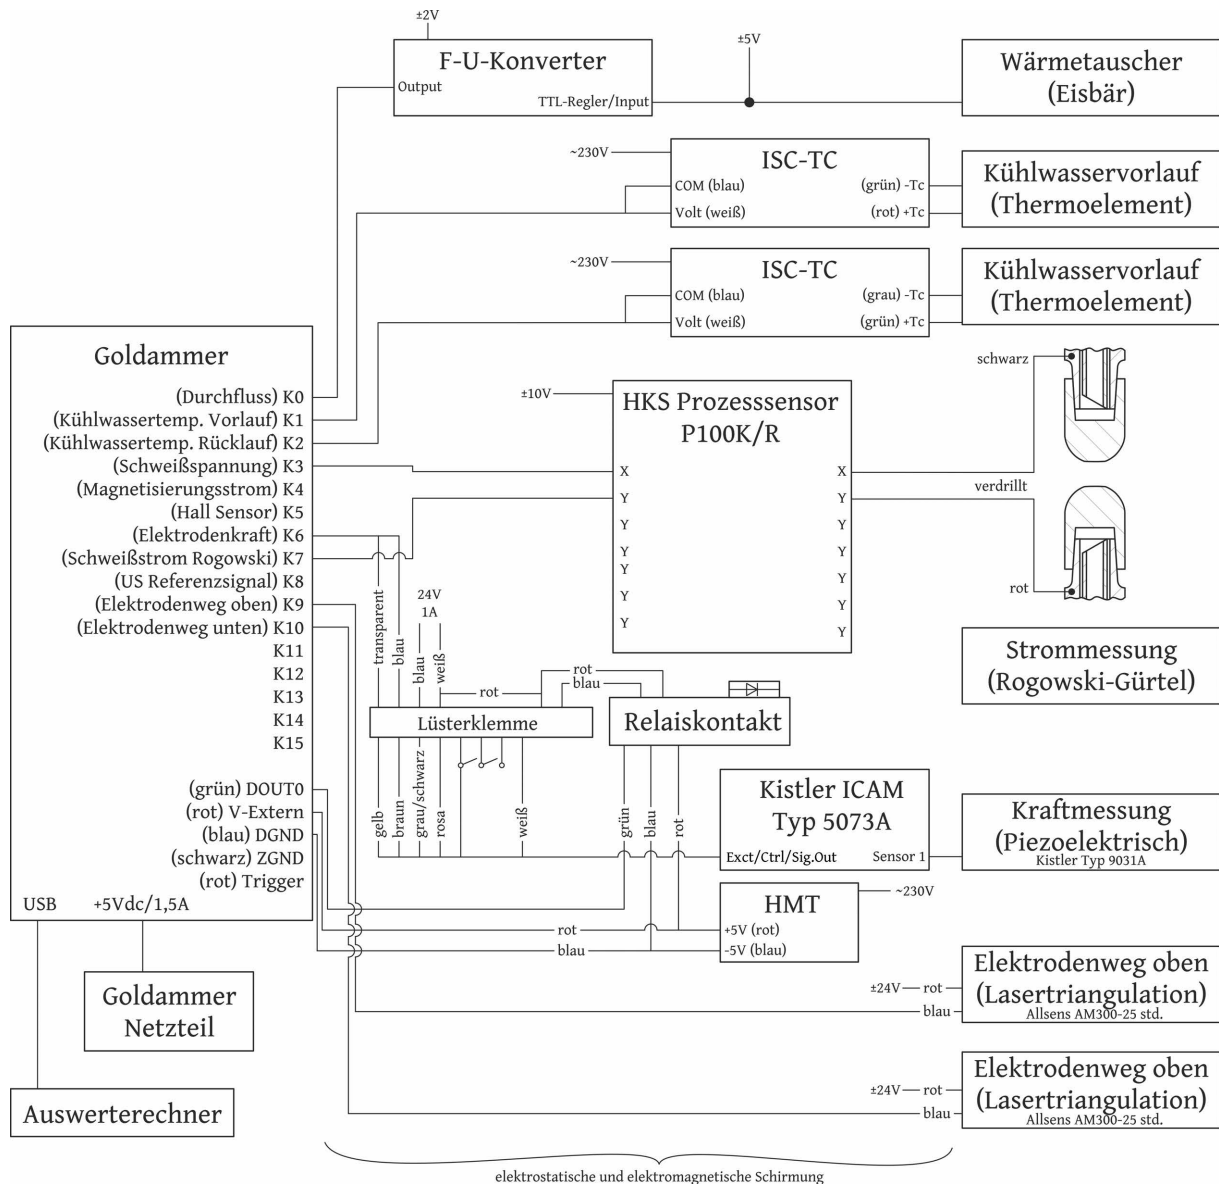 ±2V
F-U-Konverter
Output
TTL-Regler/Input
±5V
Wärmetauscher
(Eisbär)
~230V
ISC-TC
COM (blau)
Volt (weiß)
(grün) -Tc
(rot) +Tc
Kühlwasservorlauf
(Thermoelement)
~230V
ISC-TC
COM (blau)
Volt (weiß)
(grau) -Tc
(grün) +Tc
Kühlwasservorlauf
(Thermoelement)
Goldammer
(Durchfluss) K0
(Kühlwassertemp. Vorlauf) K1
(Kühlwassertemp. Rücklauf) K2
(Schweißspannung) K3
(Magnetisierungsstrom) K4
(Hall Sensor) K5
(Elektrodenkraft) K6
(Schweißstrom Rogowski) K7
(US Referenzsignal) K8
(Elektrodenweg oben) K9
(Elektrodenweg unten) K10
K11
K12
K13
K14
K15
(grün) DOUT0
(rot) V-Extern
(blau) DGND
(schwarz) ZGND
(rot) Trigger
USB
+5Vdc/1,5A
±10V
HKS Prozesssensor
P100K/R
X
Y
Y
Y
Y
Y
Y
X
Y
Y
Y
Y
Y
Y
schwarz
verdrillt
rot
Strommessung
(Rogowski-Gürtel)
transparent
blau
24V
1A
blau
weiß
rot
rot
blau
Lüsterklemme
Relaiskontakt
gelb
braun
grau/schwarz
rosa
weiß
grün
blau
rot
Kistler ICAM
Typ 5073A
Exct/Ctrl/Sig.Out
Sensor 1
Kraftmessung
(Piezoelektrisch)
Kistler Typ 9031A
HMT
~230V
+5V (rot)
-5V (blau)
rot
blau
Goldammer
Netzteil
Auswerterechner
±24V
rot
blau
Elektrodenweg oben
(Lasertriangulation)
Allsens AM300-25 std.
±24V
rot
blau
Elektrodenweg oben
(Lasertriangulation)
Allsens AM300-25 std.
elektrostatische und elektromagnetische Schirmung